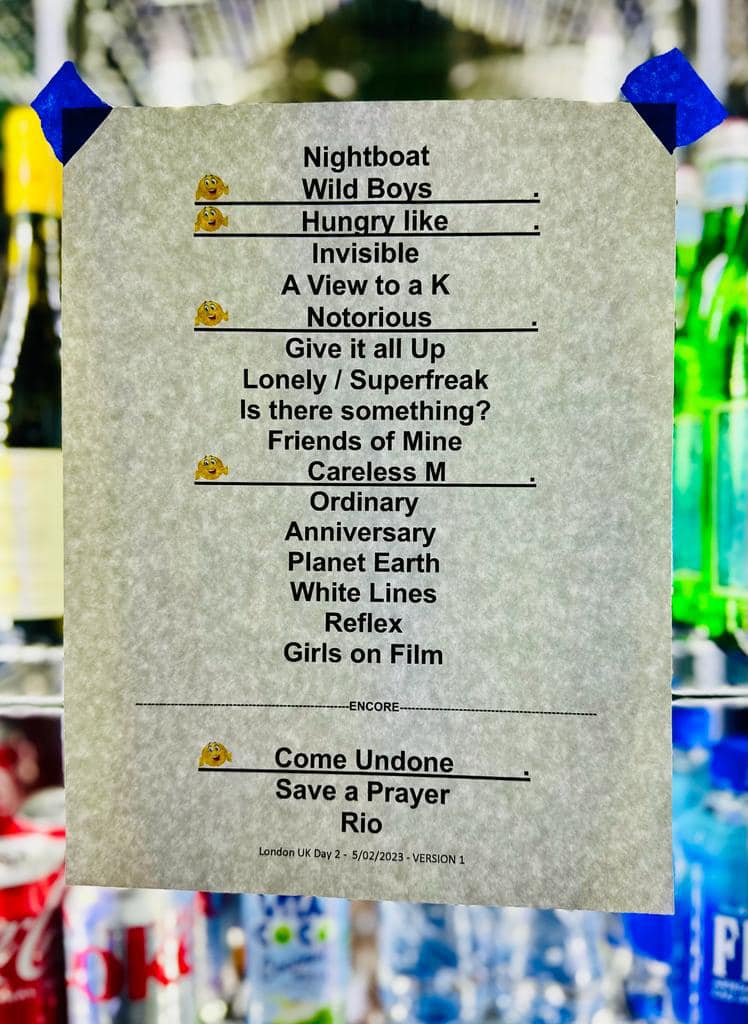 Nightboat
Wild Boys .
Hungry like .
Invisible
A View to a K
Notorious .
Give it all Up
Lonely / Superfreak
Is there something?
Friends of Mine
Careless M .
Ordinary
Anniversary
Planet Earth
White Lines
Reflex
Girls on Film
ENCORE
Come Undone .
Save a Prayer
Rio
London UK Day 2 - 5/02/2023 - VERSION 1
COCO